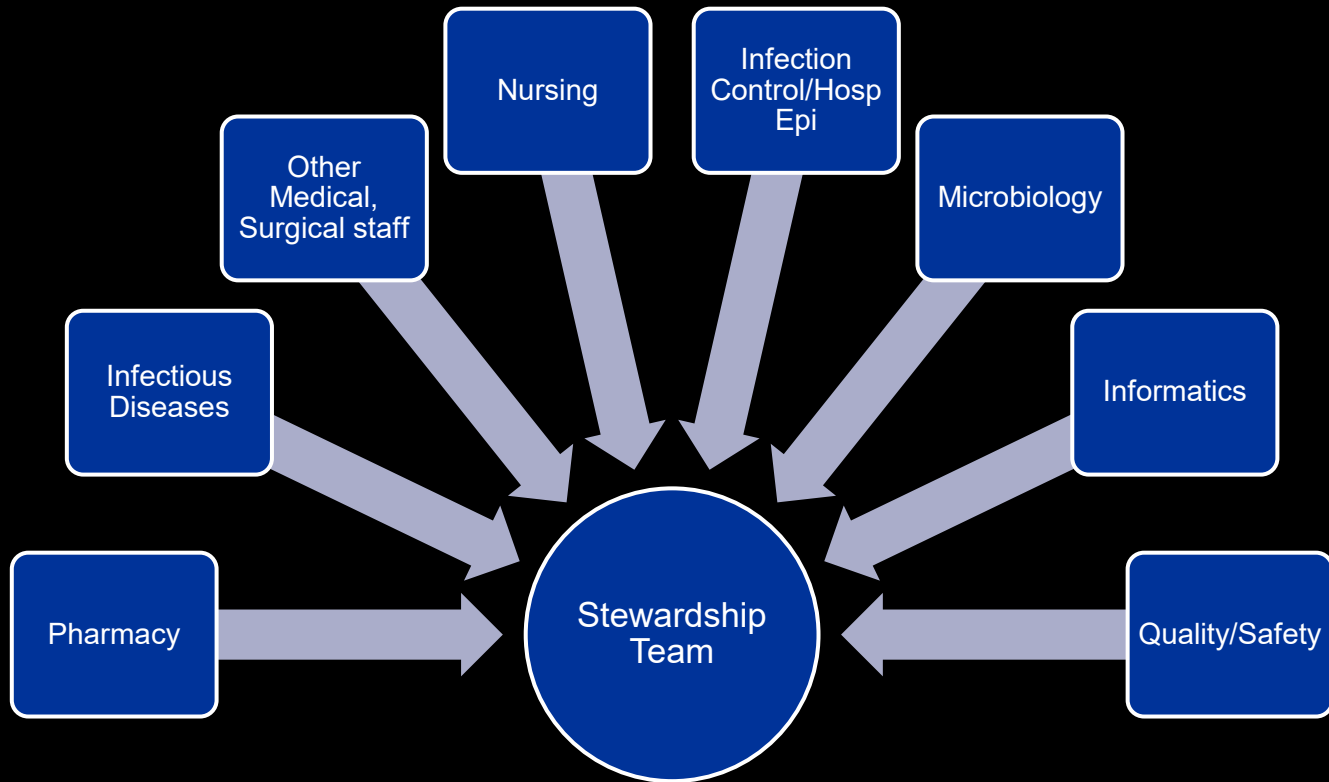 Nursing
Infection
Control/Hosp
Epi
Other
Medical,
Surgical staff
Microbiology
Infectious
Diseases
Informatics
Pharmacy
Stewardship
Team
Quality/Safety